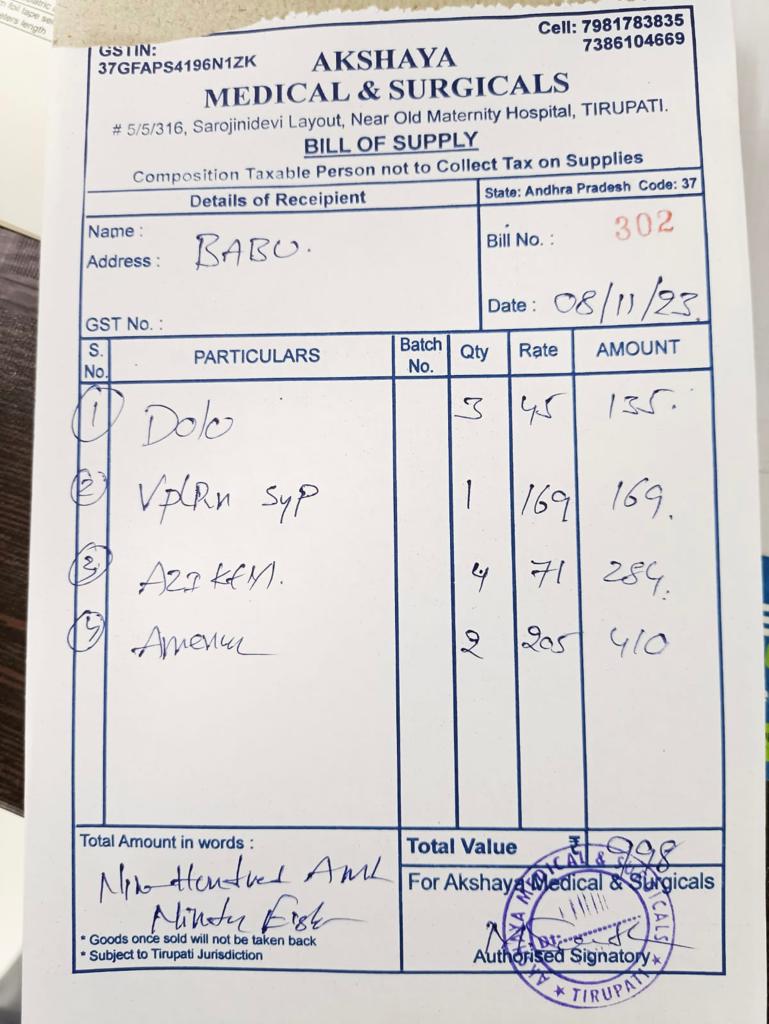 GSTIN:
37GFAPS4196N1ZK
Cell: 7981783835
7386104669
AKSHAYA
MEDICAL & SURGICALS
# 5/5/316, Sarojinidevi Layout, Near Old Maternity Hospital, TIRUPATI.
BILL OF SUPPLY
Composition Taxable Person not to Collect Tax on Supplies
Details of Receipient
State: Andhra Pradesh Code: 37
Name :
Address : BABU.
GST No. :
Bill No. : 302
Date : 08/11/23
S. No. PARTICULARS Batch No. Qty Rate AMOUNT
1 Dolo 3 45 135.
2 Syp 1 169 169.
3 4 71 284.
4 2 205 410
Total Amount in words :
Nine Hundred And
Ninety Eight
Total Value ₹ 998
For Akshaya Medical & Surgicals
* Goods once sold will not be taken back
* Subject to Tirupati Jurisdiction
Authorised Signatory
AKSHAYA MEDICAL & SURGICALS
Dt:
* TIRUPATI *